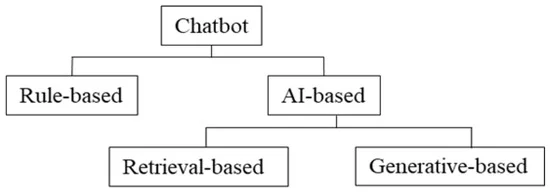 Chatbot
Rule-based
AI-based
Retrieval-based
Generative-based